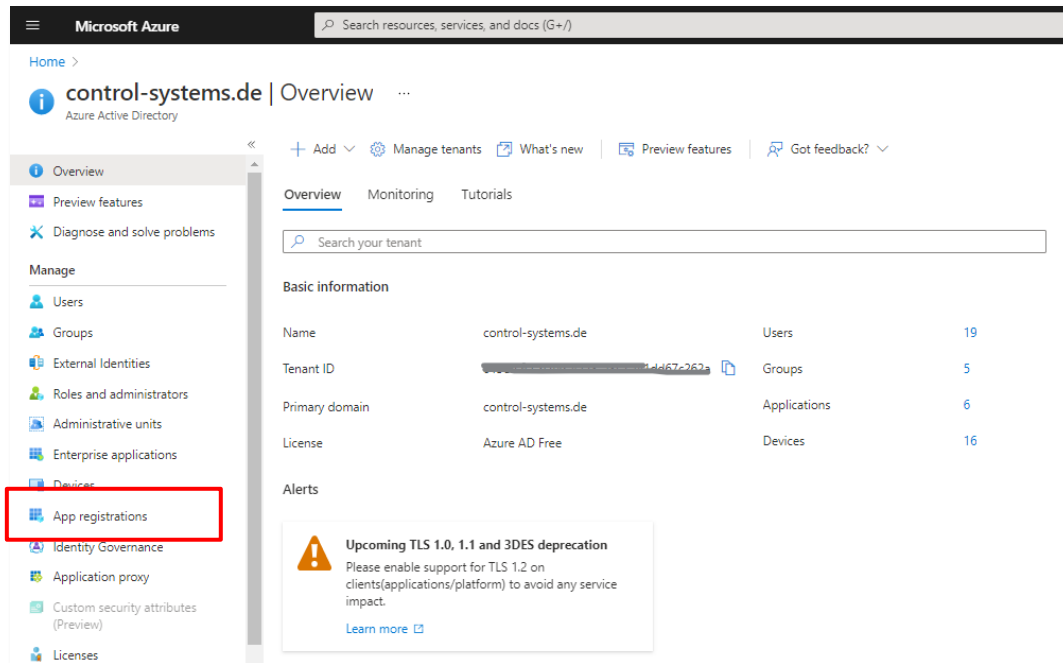 Microsoft Azure
Search resources, services, and docs (G+/)
Home >
control-systems.de | Overview ...
Azure Active Directory
«
Overview
Preview features
Diagnose and solve problems
Manage
Users
Groups
External Identities
Roles and administrators
Administrative units
Enterprise applications
Devices
App registrations
Identity Governance
Application proxy
Custom security attributes
(Preview)
Licenses
+ Add Manage tenants What's new Preview features Got feedback?
Overview Monitoring Tutorials
Search your tenant
Basic information
Name control-systems.de Users 19
Tenant ID Groups 5
Primary domain control-systems.de Applications 6
License Azure AD Free Devices 16
Alerts
Upcoming TLS 1.0, 1.1 and 3DES deprecation
Please enable support for TLS 1.2 on
clients(applications/platform) to avoid any service
impact.
Learn more